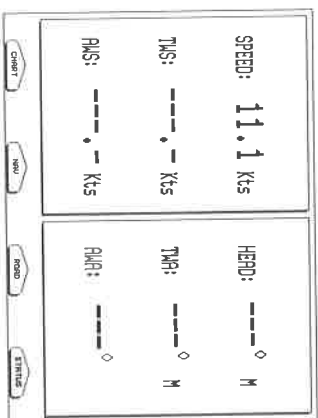 SPEED: 11.1 Kts
TWS: ---.- Kts
AWS: ---.- Kts
HEAD: ---° M
TWA: ---° M
AWA: ---°
CHART
NAV
ROAD
STATUS